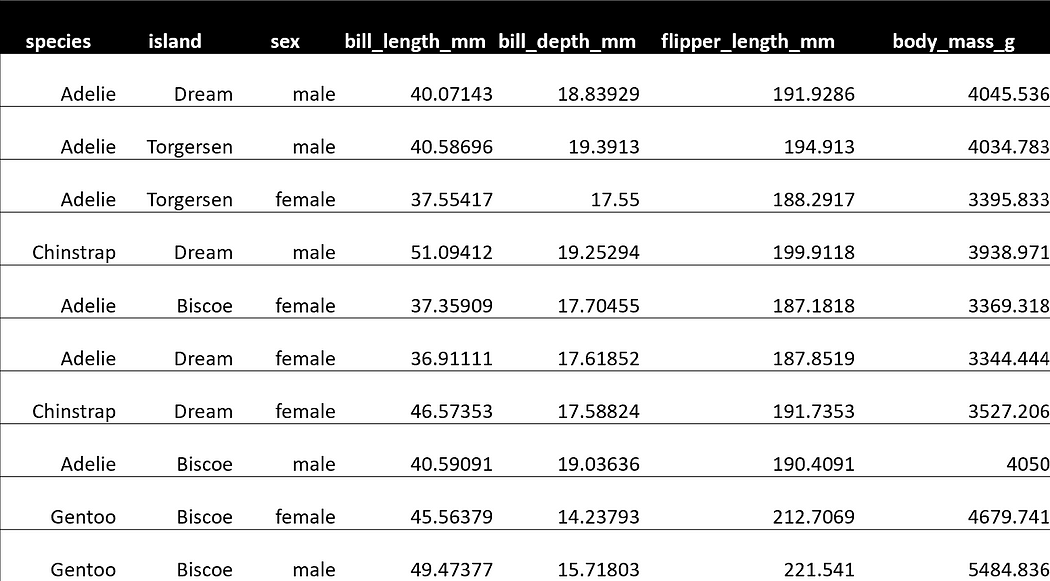 species island sex bill_length_mm bill_depth_mm flipper_length_mm body_mass_g
Adelie Dream male 40.07143 18.83929 191.9286 4045.536
Adelie Torgersen male 40.58696 19.3913 194.913 4034.783
Adelie Torgersen female 37.55417 17.55 188.2917 3395.833
Chinstrap Dream male 51.09412 19.25294 199.9118 3938.971
Adelie Biscoe female 37.35909 17.70455 187.1818 3369.318
Adelie Dream female 36.91111 17.61852 187.8519 3344.444
Chinstrap Dream female 46.57353 17.58824 191.7353 3527.206
Adelie Biscoe male 40.59091 19.03636 190.4091 4050
Gentoo Biscoe female 45.56379 14.23793 212.7069 4679.741
Gentoo Biscoe male 49.47377 15.71803 221.541 5484.836